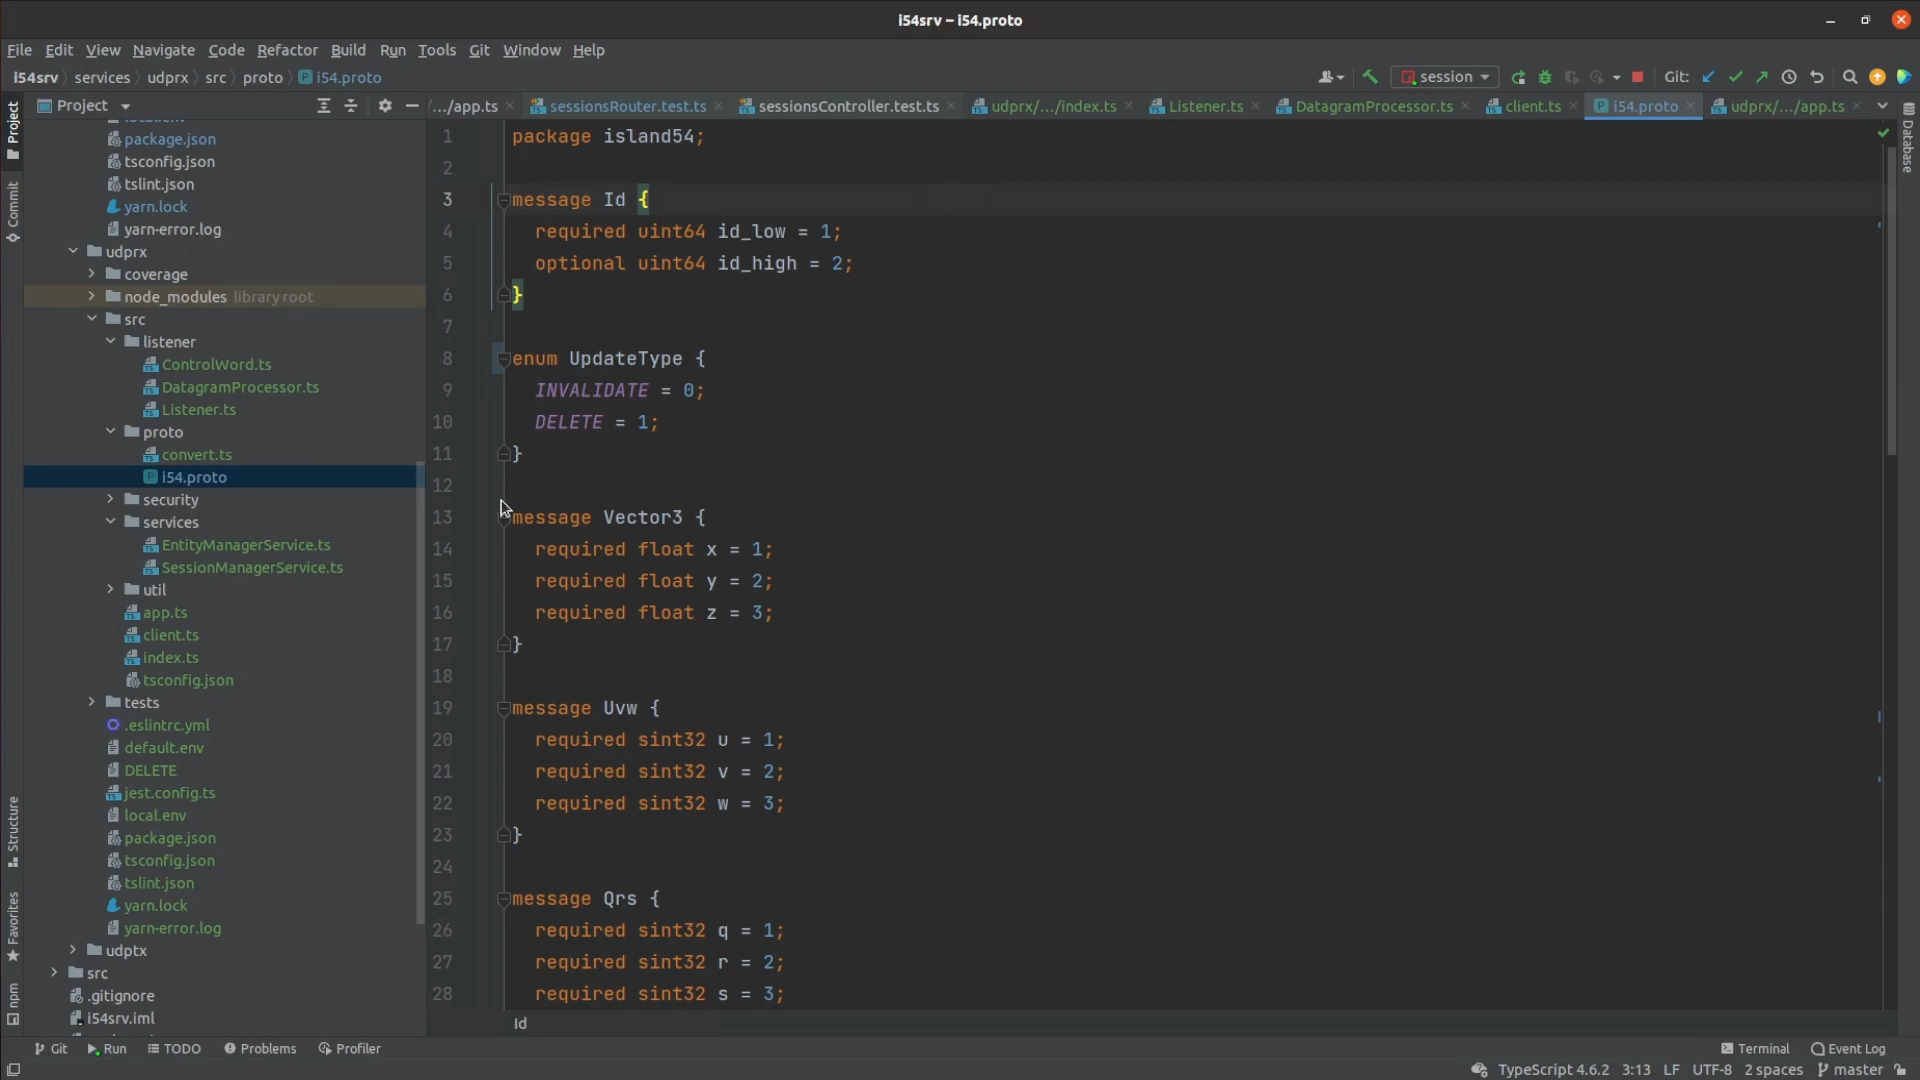 i54srv – i54.proto
File Edit View Navigate Code Refactor Build Run Tools Git Window Help
i54srv services udprx src proto i54.proto
session Git:
Project
.../app.ts sessionsRouter.test.ts sessionsController.test.ts udprx/.../index.ts Listener.ts DatagramProcessor.ts client.ts i54.proto udprx/.../app.ts
Project
Commit
Structure
Favorites
npm
Database
package.json
tsconfig.json
tslint.json
yarn.lock
yarn-error.log
udprx
coverage
node_modules library root
src
listener
ControlWord.ts
DatagramProcessor.ts
Listener.ts
proto
convert.ts
i54.proto
security
services
EntityManagerService.ts
SessionManagerService.ts
util
app.ts
client.ts
index.ts
tsconfig.json
tests
.eslintrc.yml
default.env
DELETE
jest.config.ts
local.env
package.json
tsconfig.json
tslint.json
yarn.lock
yarn-error.log
udptx
src
.gitignore
i54srv.iml
1 package island54;
2
3 message Id {
4 required uint64 id_low = 1;
5 optional uint64 id_high = 2;
6 }
7
8 enum UpdateType {
9 INVALIDATE = 0;
10 DELETE = 1;
11 }
12
13 message Vector3 {
14 required float x = 1;
15 required float y = 2;
16 required float z = 3;
17 }
18
19 message Uvw {
20 required sint32 u = 1;
21 required sint32 v = 2;
22 required sint32 w = 3;
23 }
24
25 message Qrs {
26 required sint32 q = 1;
27 required sint32 r = 2;
28 required sint32 s = 3;
Id
Git Run TODO Problems Profiler Terminal Event Log
TypeScript 4.6.2 3:13 LF UTF-8 2 spaces master